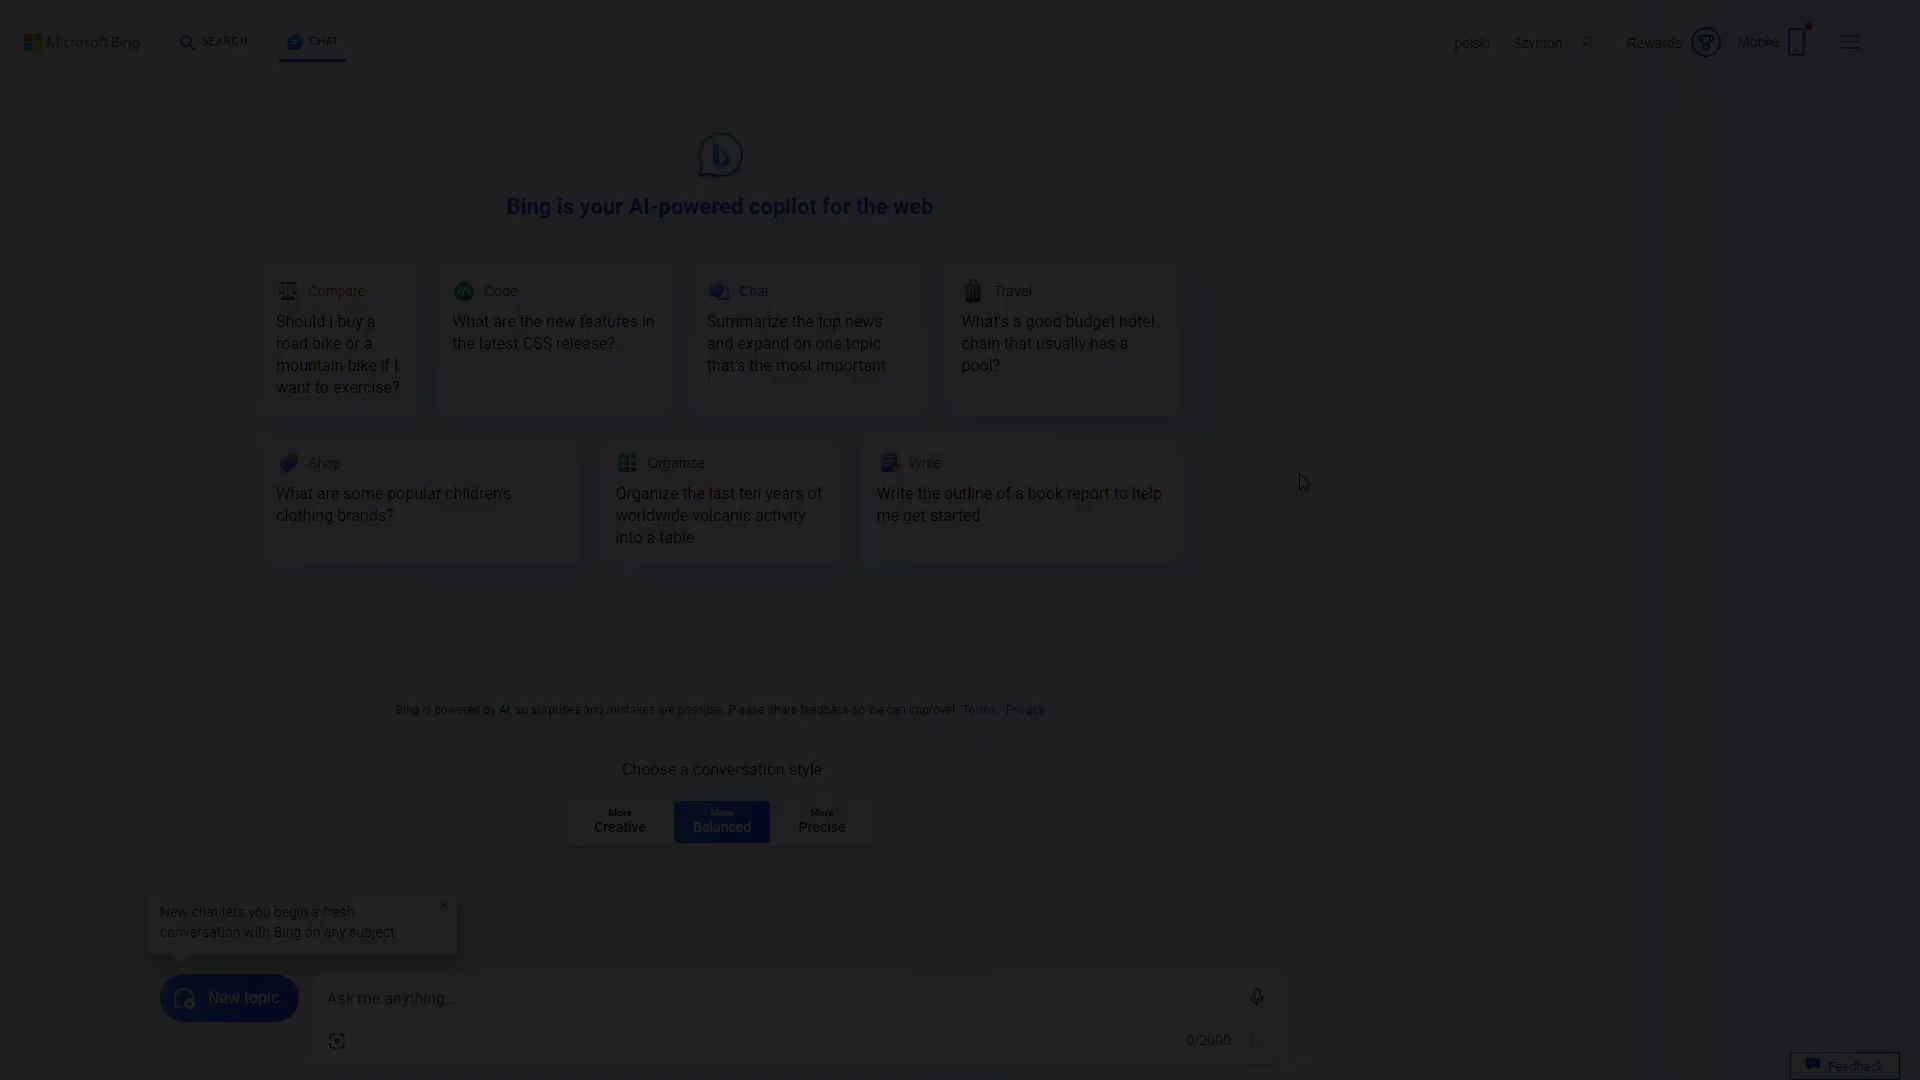 Microsoft Bing
SEARCH
CHAT
polski
Szymon
Rewards
Mobile
Bing is your AI-powered copilot for the web
Compare
Should I buy a
road bike or a
mountain bike if I
want to exercise?
Code
What are the new features in
the latest CSS release?
Chat
Summarize the top news
and expand on one topic
that's the most important
Travel
What's a good budget hotel
chain that usually has a
pool?
Shop
What are some popular children's
clothing brands?
Organize
Organize the last ten years of
worldwide volcanic activity
into a table
Write
Write the outline of a book report to help
me get started
Bing is powered by AI, so surprises and mistakes are possible. Please share feedback so we can improve! Terms Privacy
Choose a conversation style
More
Creative
More
Balanced
More
Precise
New chat lets you begin a fresh
conversation with Bing on any subject
New topic
Ask me anything...
0/2000
Feedback